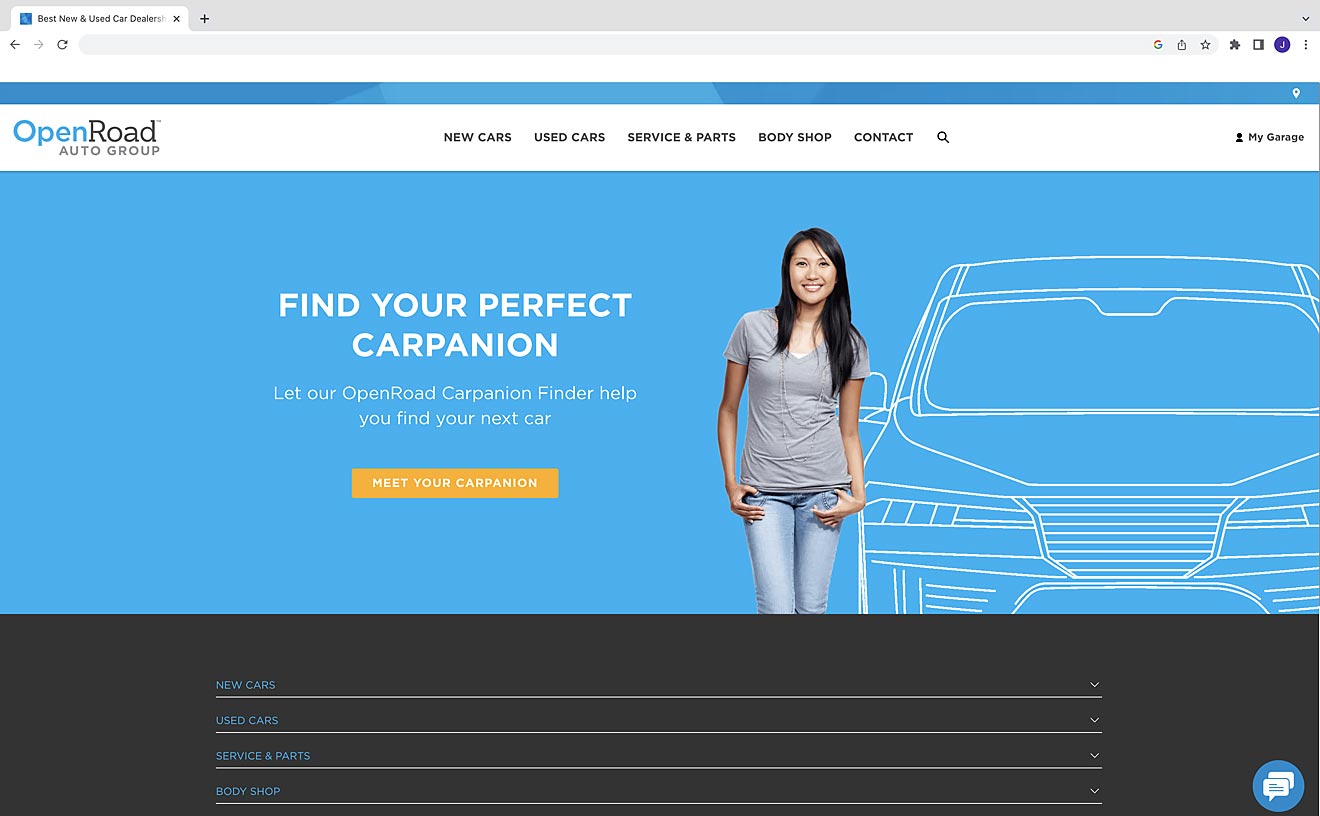 Best New & Used Car Dealersh
J
OpenRoad™
AUTO GROUP
NEW CARS
USED CARS
SERVICE & PARTS
BODY SHOP
CONTACT
My Garage
FIND YOUR PERFECT
CARPANION
Let our OpenRoad Carpanion Finder help
you find your next car
MEET YOUR CARPANION
NEW CARS
USED CARS
SERVICE & PARTS
BODY SHOP